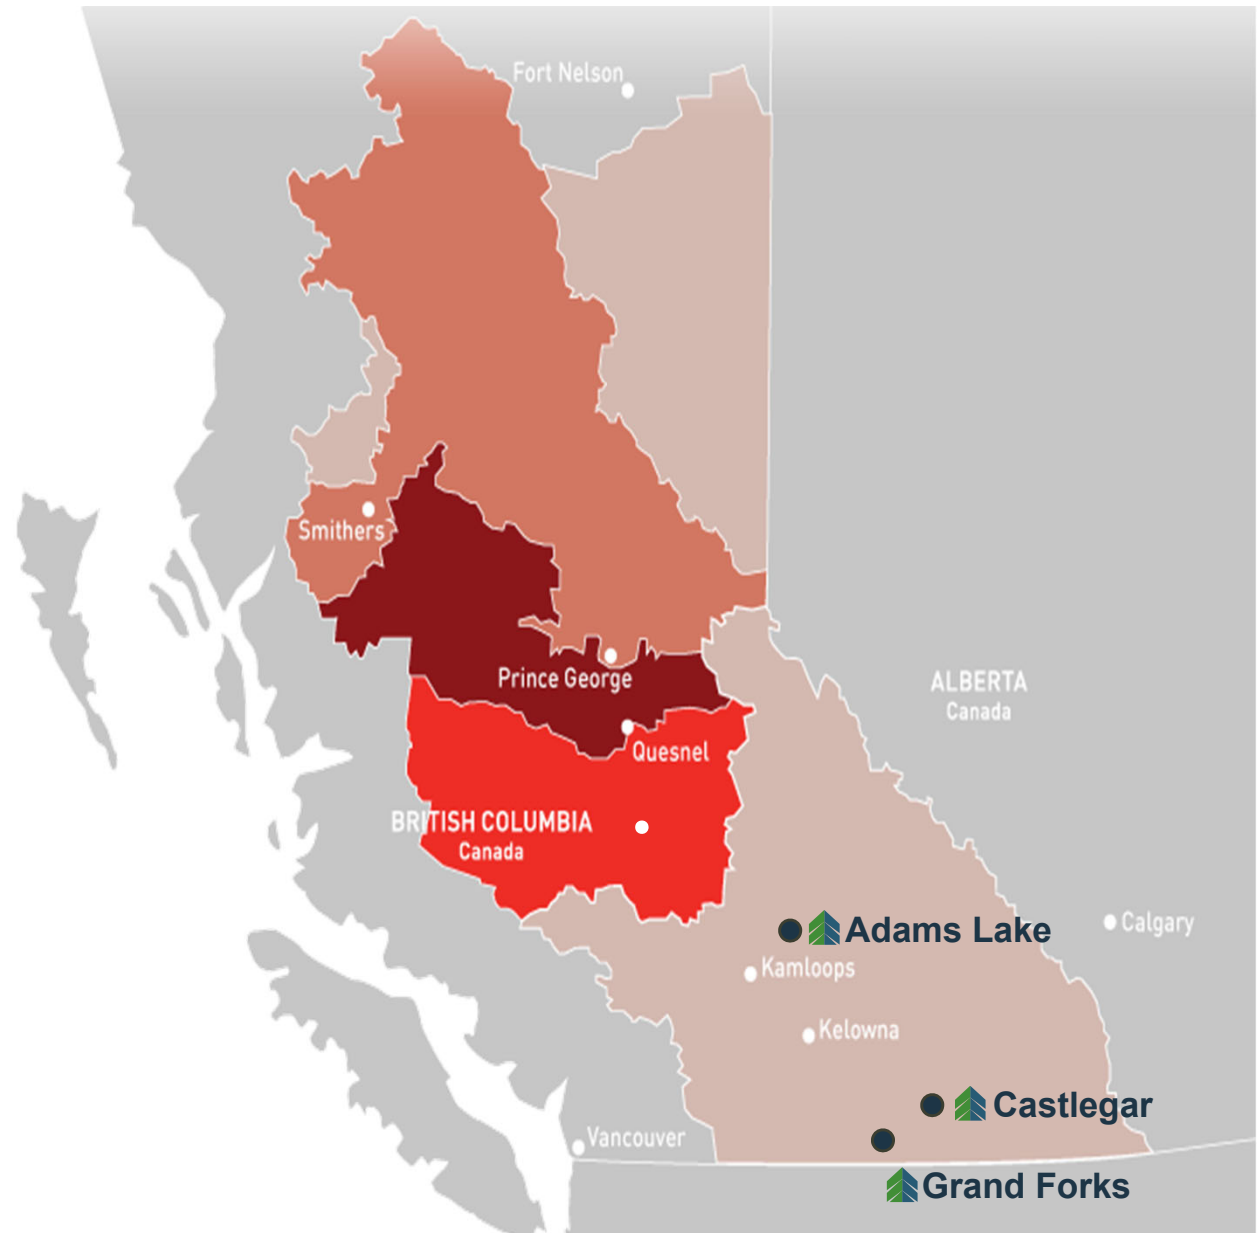 Fort Nelson
Smithers
Prince George
Quesnel
ALBERTA
Canada
BRITISH COLUMBIA
Canada
Adams Lake
Calgary
Kamloops
Kelowna
Castlegar
Vancouver
Grand Forks